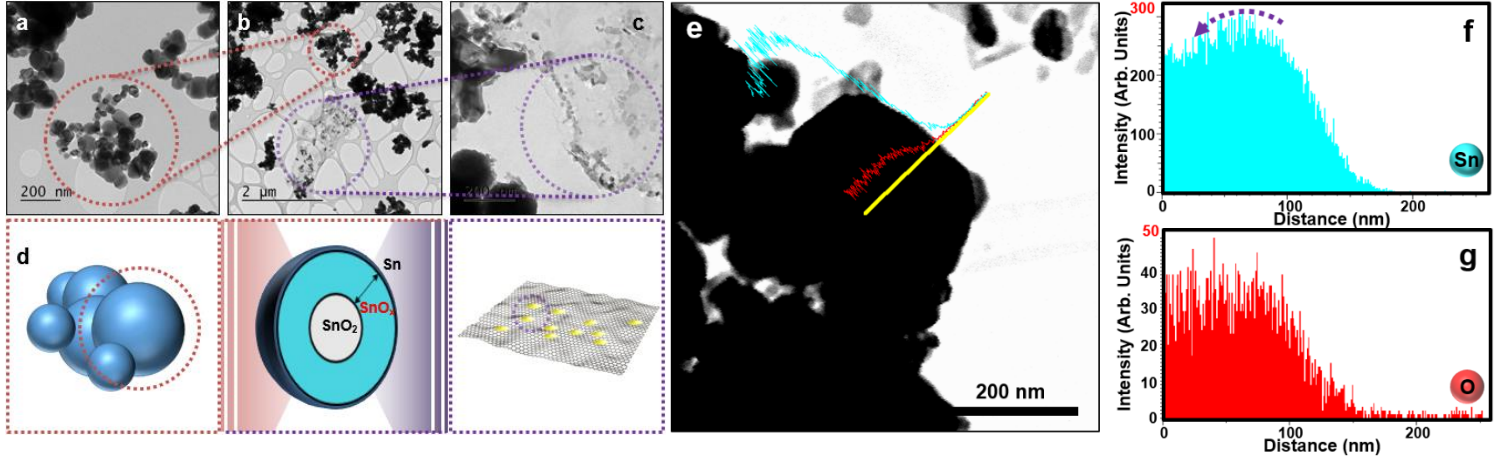 a
200 nm
b
2 μm
c
d
Sn
SnOₓ
SnO₂
e
200 nm
f
Intensity (Arb. Units)
300
200
100
0
Sn
0
100
200
Distance (nm)
g
Intensity (Arb. Units)
50
40
30
20
10
0
O
0
100
200
Distance (nm)